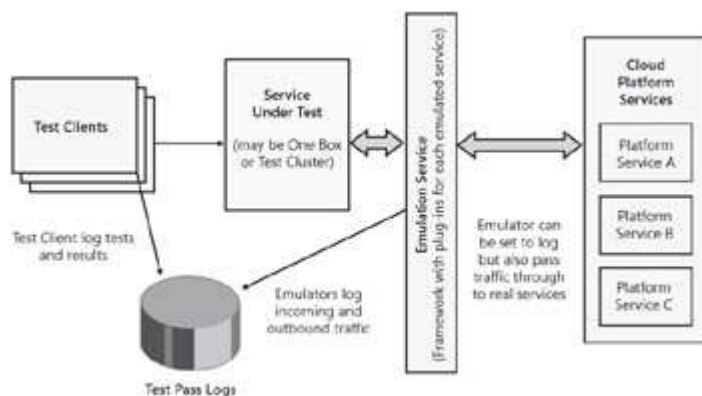 Test Clients
Service
Under Test
(may be One Box
or Test Cluster)
Emulation Service
(Framework with plug-ins for each emulated service)
Cloud
Platform
Services
Platform
Service A
Platform
Service B
Platform
Service C
Test Client log tests
and results
Emulators log
incoming and
outbound traffic
Emulator can
be set to log
but also pass
traffic through
to real services
Test Pass Logs